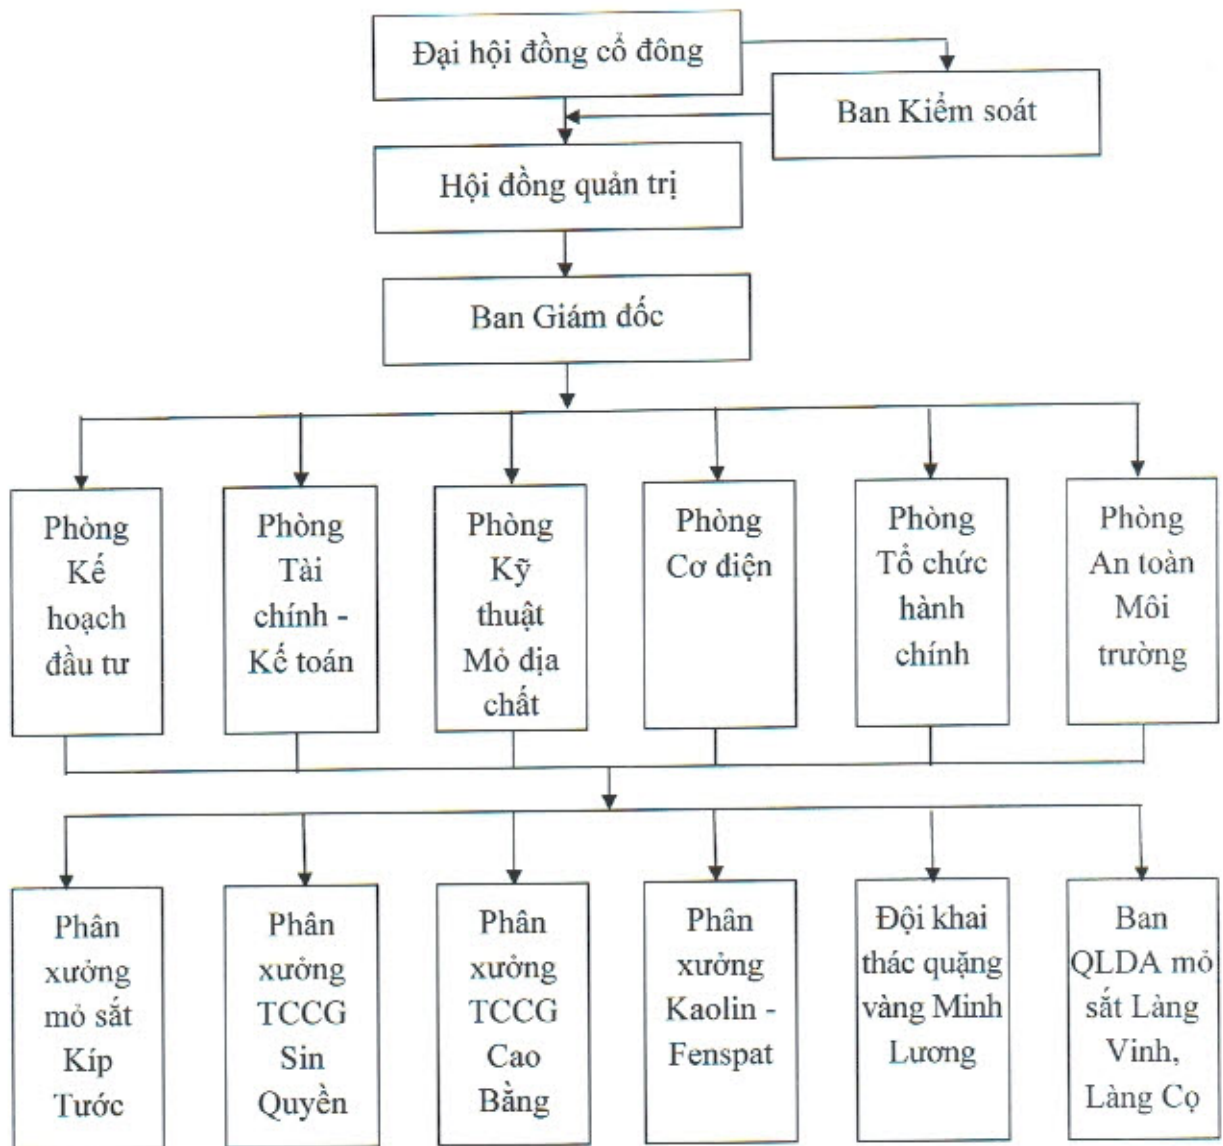 Đại hội đồng cổ đông
Ban Kiểm soát
Hội đồng quản trị
Ban Giám đốc
Phòng
Kế
hoạch
đầu tư
Phòng
Tài
chính -
Kế toán
Phòng
Kỹ
thuật
Mỏ địa
chất
Phòng
Cơ điện
Phòng
Tổ chức
hành
chính
Phòng
An toàn
Môi
trường
Phân
xưởng
mỏ sắt
Kíp
Tước
Phân
xưởng
TCCG
Sin
Quyền
Phân
xưởng
TCCG
Cao
Bằng
Phân
xưởng
Kaolin -
Fenspat
Đội khai
thác quặng
vàng Minh
Lương
Ban
QLDA mỏ
sắt Làng
Vinh,
Làng Cọ